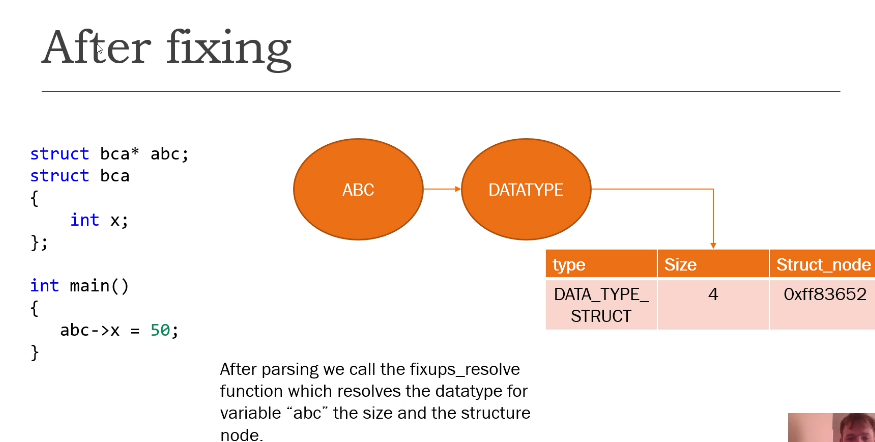 After fixing
struct bca* abc;
struct bca
{
    int x;
};
int main()
{
   abc->x = 50;
}
ABC
DATATYPE
type Size Struct_node
DATA_TYPE_ 4 0xff83652
STRUCT
After parsing we call the fixups_resolve
function which resolves the datatype for
variable “abc” the size and the structure
node.